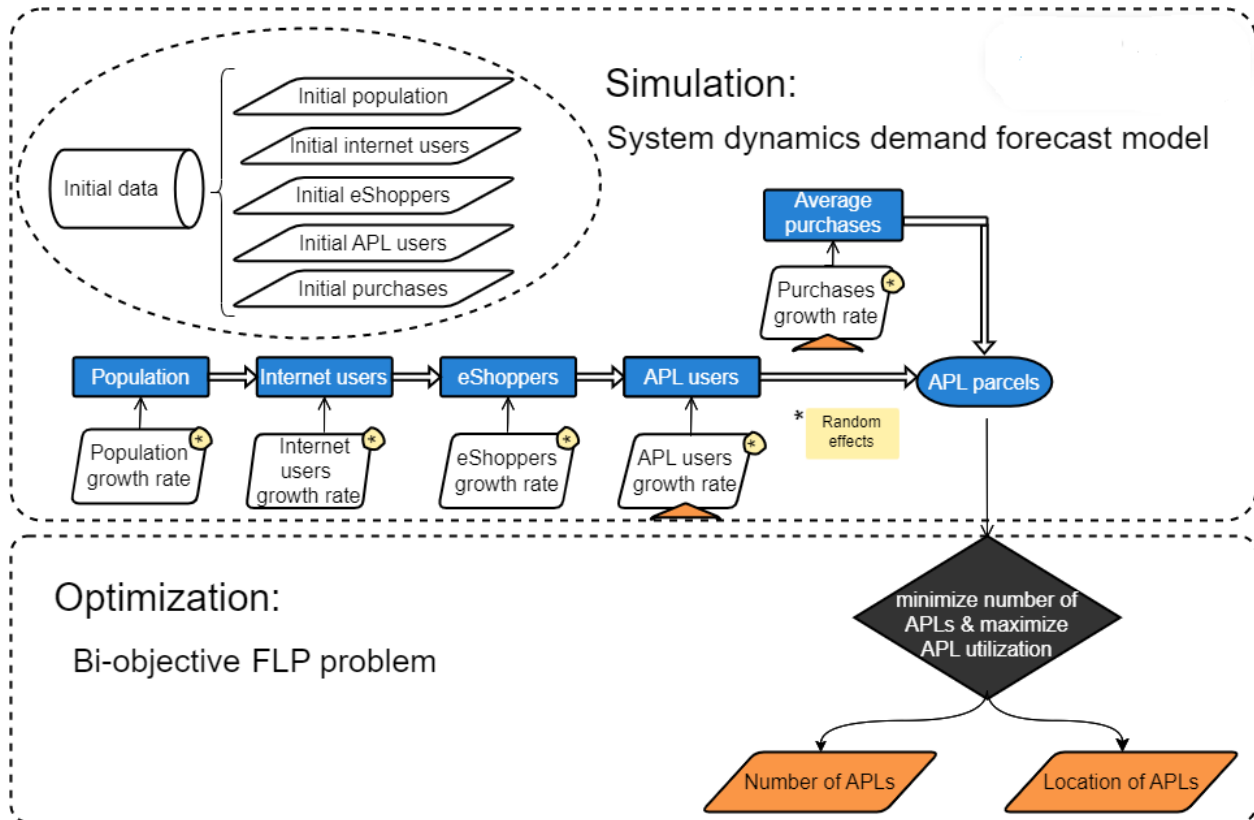 Simulation:
System dynamics demand forecast model
Initial data
Initial population
Initial internet users
Initial eShoppers
Initial APL users
Initial purchases
Average
purchases
Purchases
growth rate
*
Population
Internet users
eShoppers
APL users
APL parcels
Population
growth rate
*
Internet
users
growth rate
*
eShoppers
growth rate
*
APL users
growth rate
*
* Random
effects
Optimization:
Bi-objective FLP problem
minimize number of
APLs & maximize
APL utilization
Number of APLs
Location of APLs